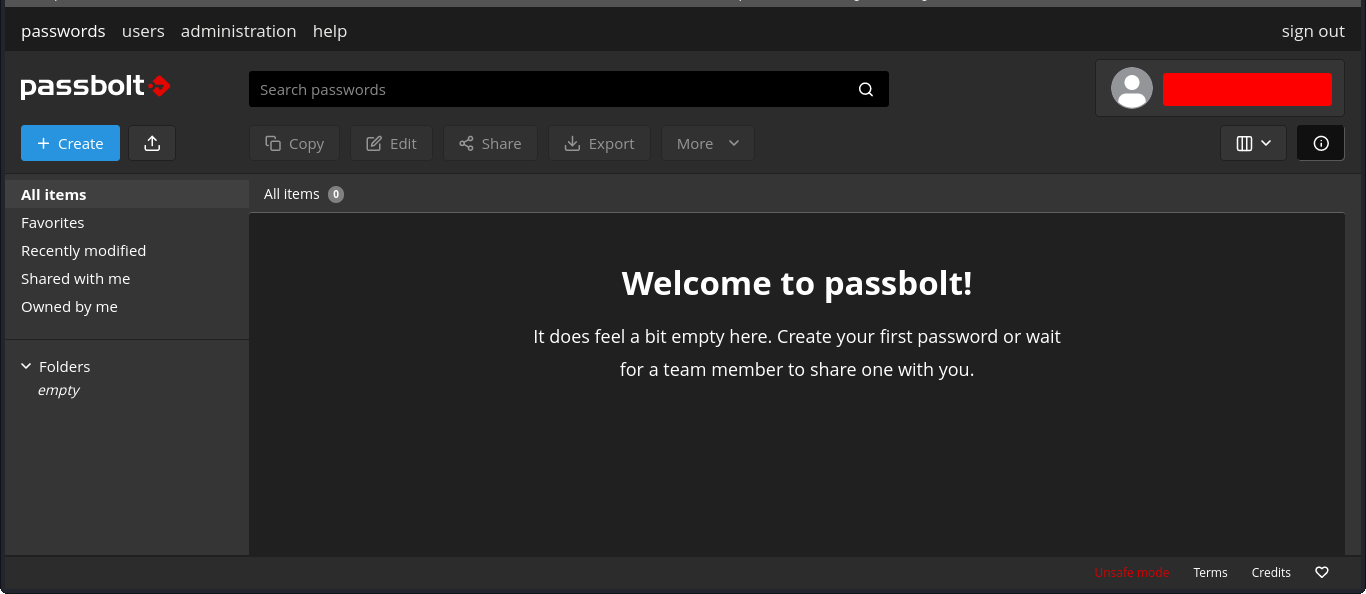 passwords users administration help sign out
passbolt
Search passwords
Create
Copy Edit Share Export More
All items
Favorites
Recently modified
Shared with me
Owned by me
Folders
empty
All items 0
Welcome to passbolt!
It does feel a bit empty here. Create your first password or wait
for a team member to share one with you.
Unsafe mode Terms Credits